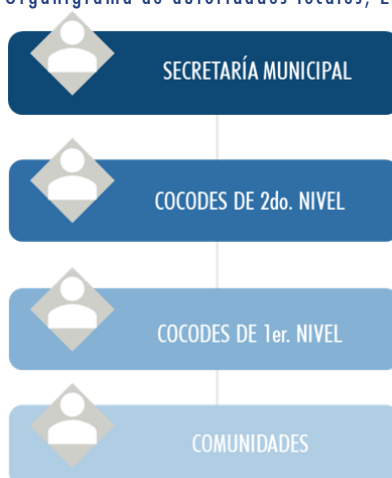 Organigrama de autoridades locales,
SECRETARÍA MUNICIPAL
COCODES DE 2do. NIVEL
COCODES DE 1er. NIVEL
COMUNIDADES